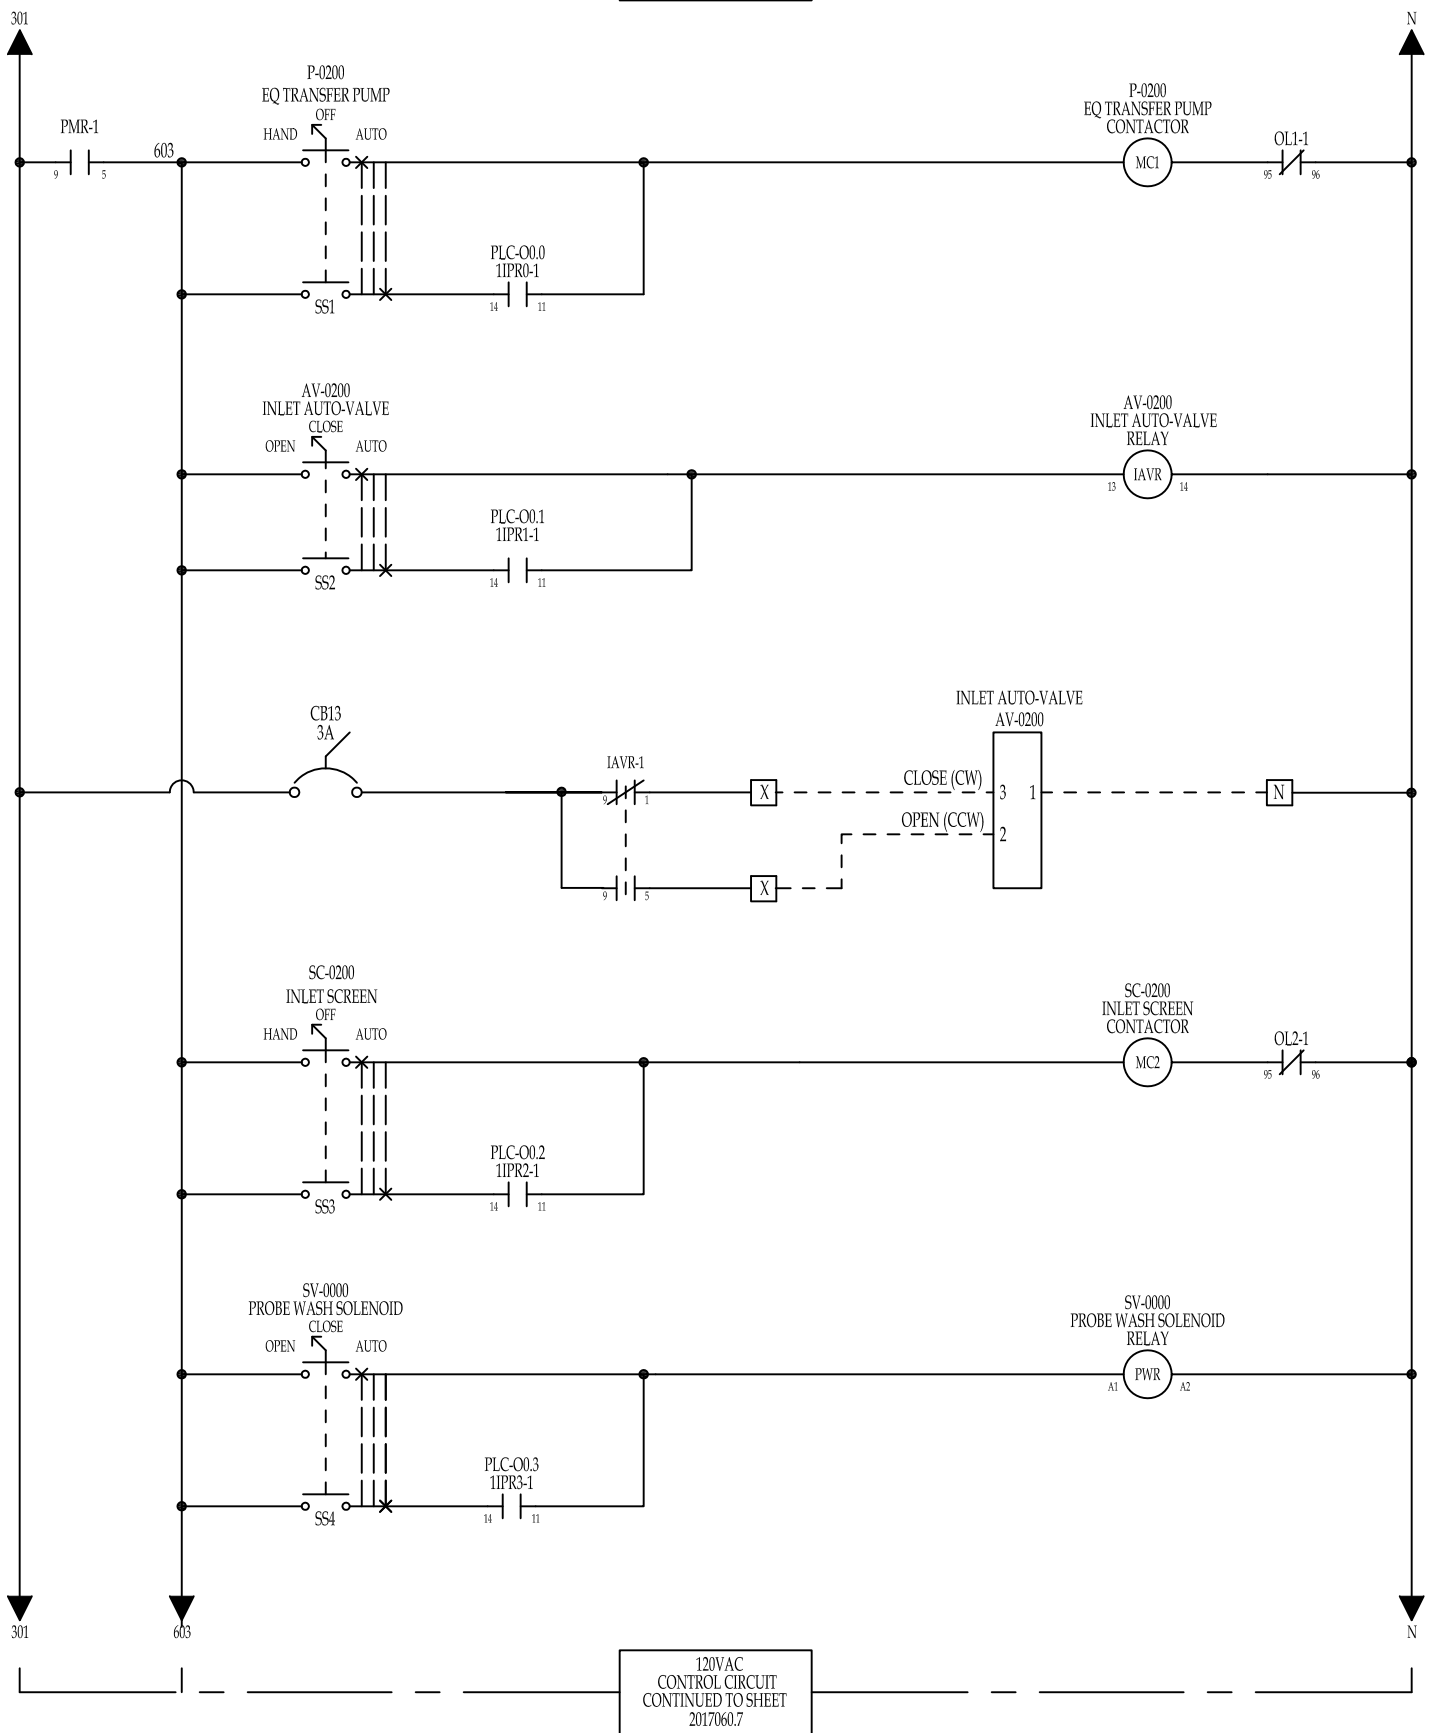 301
N
P-0200
EQ TRANSFER PUMP
OFF
HAND
AUTO
P-0200
EQ TRANSFER PUMP
CONTACTOR
PMR-1
603
9
5
MC1
OL1-1
95
96
PLC-O0.0
1IPR0-1
14
11
SS1
AV-0200
INLET AUTO-VALVE
CLOSE
OPEN
AUTO
AV-0200
INLET AUTO-VALVE
RELAY
IAVR
13
14
PLC-O0.1
1IPR1-1
14
11
SS2
INLET AUTO-VALVE
AV-0200
CB13
3A
IAVR-1
9
1
X
CLOSE (CW)
3
1
N
OPEN (CCW)
2
9
5
X
SC-0200
INLET SCREEN
OFF
HAND
AUTO
SC-0200
INLET SCREEN
CONTACTOR
MC2
OL2-1
95
96
PLC-O0.2
1IPR2-1
14
11
SS3
SV-0000
PROBE WASH SOLENOID
CLOSE
OPEN
AUTO
SV-0000
PROBE WASH SOLENOID
RELAY
PWR
A1
A2
PLC-O0.3
1IPR3-1
14
11
SS4
301
603
N
120VAC
CONTROL CIRCUIT
CONTINUED TO SHEET
2017060.7